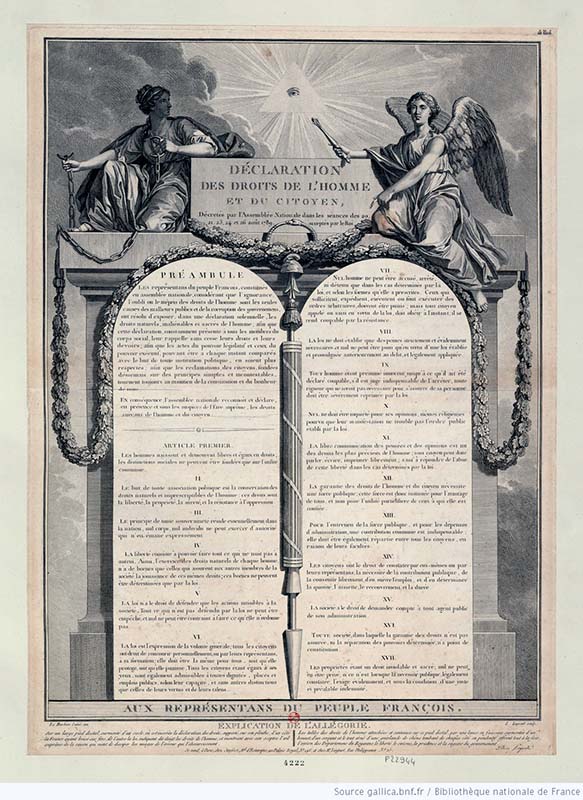 DÉCLARATION
DES DROITS DE L'HOMME
ET DU CITOYEN,
Décrétés par l'Assemblée Nationale dans les séances des 20,
21, 23, 24 et 26 août 1789, acceptés par le Roi
PRÉAMBULE
LES représentants du peuple François, constitués
en assemblée nationale, considérant que l'ignorance,
l'oubli ou le mépris des droits de l'homme sont les seules
causes des malheurs publics et de la corruption des gouvernements
ont résolu d'exposer, dans une déclaration solemnelle, les
droits naturels, inaliénables et sacrés de l'homme; afin que
cette déclaration, constamment présente à tous les membres du
corps social, leur rappelle sans cesse leurs droits et leurs
devoirs; afin que les actes du pouvoir législatif et ceux du
pouvoir exécutif, pouvant être à chaque instant comparés
avec le but de toute institution politique, en soient plus
respectés; afin que les réclamations des citoyens, fondées
désormais sur des principes simples et incontestables,
tournent toujours au maintien de la constitution et du bonheur
de tous.
EN conséquence, l'assemblée nationale reconnoit et déclare,
en présence et sous les auspices de l'Être suprême, les droits
suivans de l'homme et du citoyen.
ARTICLE PREMIER.
LES hommes naissent et demeurent libres et égaux en droits,
les distinctions sociales ne peuvent être fondées que sur l'utilité
commune.
II.
LE but de toute association politique est la conservation des
droits naturels et imprescriptibles de l'homme; ces droits sont
la liberté, la propriété, la sureté, et la résistance à l'oppression.
III.
LE principe de toute souveraineté réside essentiellement dans
la nation, nul corps, nul individu ne peut exercer d'autorité
qui n'en émane expressément.
IV.
LA liberté consiste à pouvoir faire tout ce qui ne nuit pas à
autrui. Ainsi, l'exercice des droits naturels de chaque homme,
n'a de bornes que celles qui assurent aux autres membres de la
société la jouissance de ces mêmes droits; ces bornes ne peuvent
être déterminées que par la loi.
V.
LA loi n'a le droit de défendre que les actions nuisibles à la
société. Tout ce qui n'est pas défendu par la loi ne peut être
empêché, et nul ne peut être contraint à faire ce qu'elle n'ordonne
pas.
VI.
LA loi est l'expression de la volonté générale; tous les citoyens
ont droit de concourir personnellement, ou par leurs représentants,
à sa formation; elle doit être la même pour tous, soit qu'elle
protege, soit qu'elle punisse. Tous les citoyens étant égaux à ses
yeux, sont également admissibles à toutes dignités, places et
emplois publics, selon leur capacité, et sans autres distinctions
que celles de leurs vertus et de leurs talens.
VII.
NUL homme ne peut être accusé, arrêté,
ni détenu que dans les cas déterminés par la
loi, et selon les formes qu'elle a prescrites. Ceux qui
sollicitent, expédient, exécutent ou font exécuter des
ordres arbitraires, doivent être punis; mais tout citoyen
appelé ou saisi en vertu de la loi, doit obéir à l'instant; il se
rend coupable par la résistance.
VIII.
LA loi ne doit établir que des peines strictement et évidemment
nécessaires, et nul ne peut être puni qu'en vertu d'une loi établie
et promulguée antérieurement au délit, et légalement appliquée.
IX.
TOUT homme étant présumé innocent jusqu'à ce qu'il ait été
déclaré coupable, s'il est jugé indispensable de l'arrêter, toute
rigueur qui ne seroit pas nécessaire pour s'assurer de sa personne
doit être sévèrement réprimée par la loi.
X.
NUL ne doit être inquiété pour ses opinions, mêmes religieuses
pourvu que leur manifestation ne trouble pas l'ordre public
établi par la loi.
XI.
LA libre communication des pensées et des opinions est un
des droits les plus précieux de l'homme; tout citoyen peut donc
parler, écrire, imprimer librement; sauf à répondre de l'abus
de cette liberté dans les cas déterminés par la loi.
XII.
LA garantie des droits de l'homme et du citoyen nécessite
une force publique; cette force est donc instituée pour l'avantage
de tous, et non pour l'utilité particulière de ceux à qui elle est
confiée.
XIII.
POUR l'entretien de la force publique, et pour les dépenses
d'administration, une contribution commune est indispensable;
elle doit être également répartie entre tous les citoyens, en
raison de leurs facultés.
XIV.
LES citoyens ont le droit de constater par eux-mêmes ou par
leurs représentans, la nécessité de la contribution publique, de
la consentir librement, d'en suivre l'emploi, et d'en déterminer
la quotité, l'assiette, le recouvrement, et la durée.
XV.
LA société a le droit de demander compte à tout agent public
de son administration.
XVI.
TOUTE société, dans laquelle la garantie des droits n'est pas
assurée, ni la séparation des pouvoirs déterminée, n'a point de
constitution.
XVII.
LES propriétés étant un droit inviolable et sacré, nul ne peut
en être privé, si ce n'est lorsque la nécessité publique, légalement
constatée, l'exige évidemment, et sous la condition d'une juste
et préalable indemnité.
AUX REPRÉSENTANS DU PEUPLE FRANÇOIS.
EXPLICATION DE L'ALLÉGORIE.
4222
P22944
Source gallica.bnf.fr / Bibliothèque nationale de France